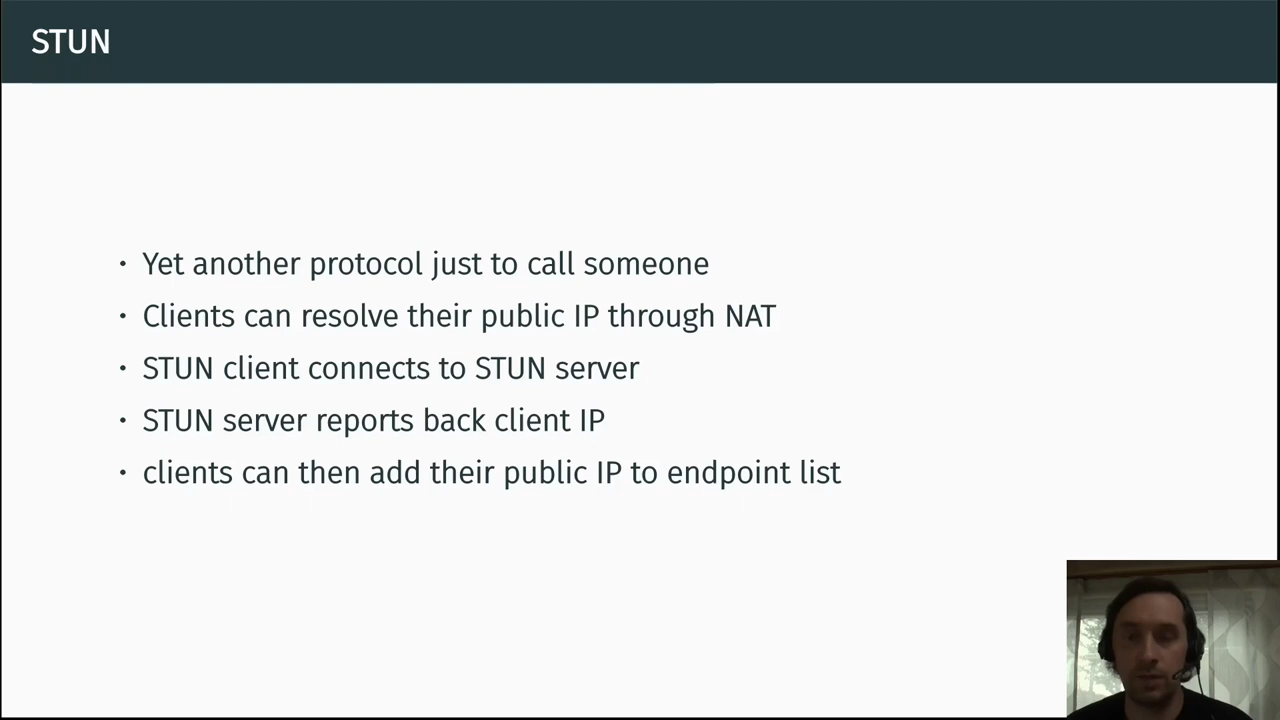 STUN
• Yet another protocol just to call someone
• Clients can resolve their public IP through NAT
• STUN client connects to STUN server
• STUN server reports back client IP
• clients can then add their public IP to endpoint list